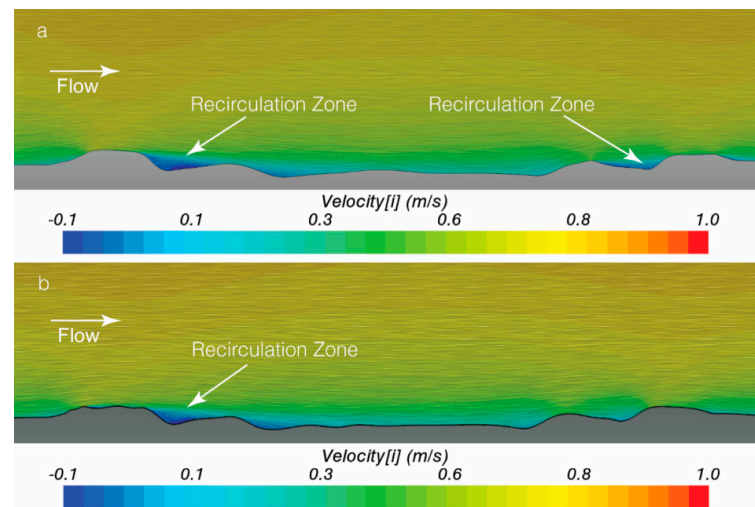 a
Flow
Recirculation Zone
Recirculation Zone
Velocity[i] (m/s)
-0.1 0.1 0.3 0.6 0.8 1.0
b
Flow
Recirculation Zone
Velocity[i] (m/s)
-0.1 0.1 0.3 0.6 0.8 1.0